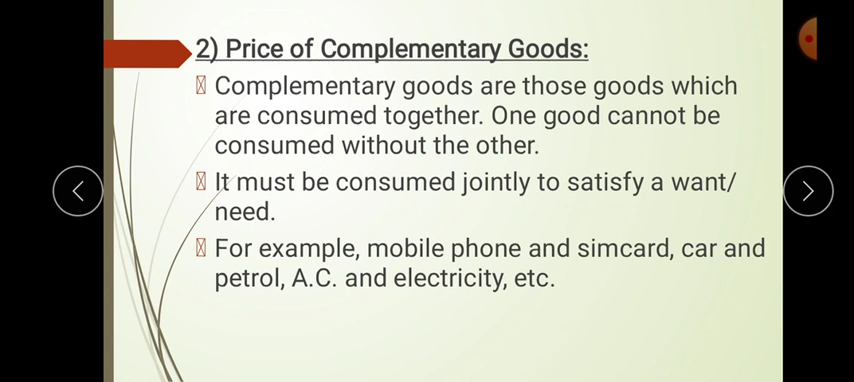 2) Price of Complementary Goods:
Complementary goods are those goods which
are consumed together. One good cannot be
consumed without the other.
It must be consumed jointly to satisfy a want/
need.
For example, mobile phone and simcard, car and
petrol, A.C. and electricity, etc.